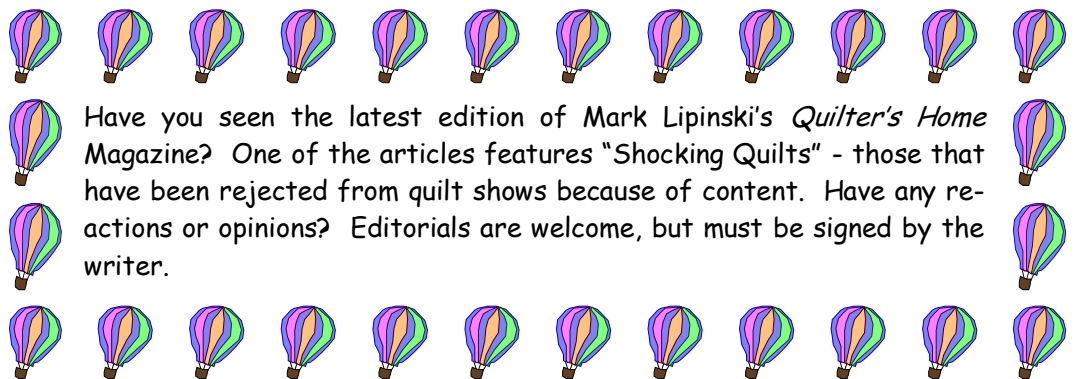 Have you seen the latest edition of Mark Lipinski's Quilter's Home
Magazine? One of the articles features "Shocking Quilts" - those that
have been rejected from quilt shows because of content. Have any re-
actions or opinions? Editorials are welcome, but must be signed by the
writer.